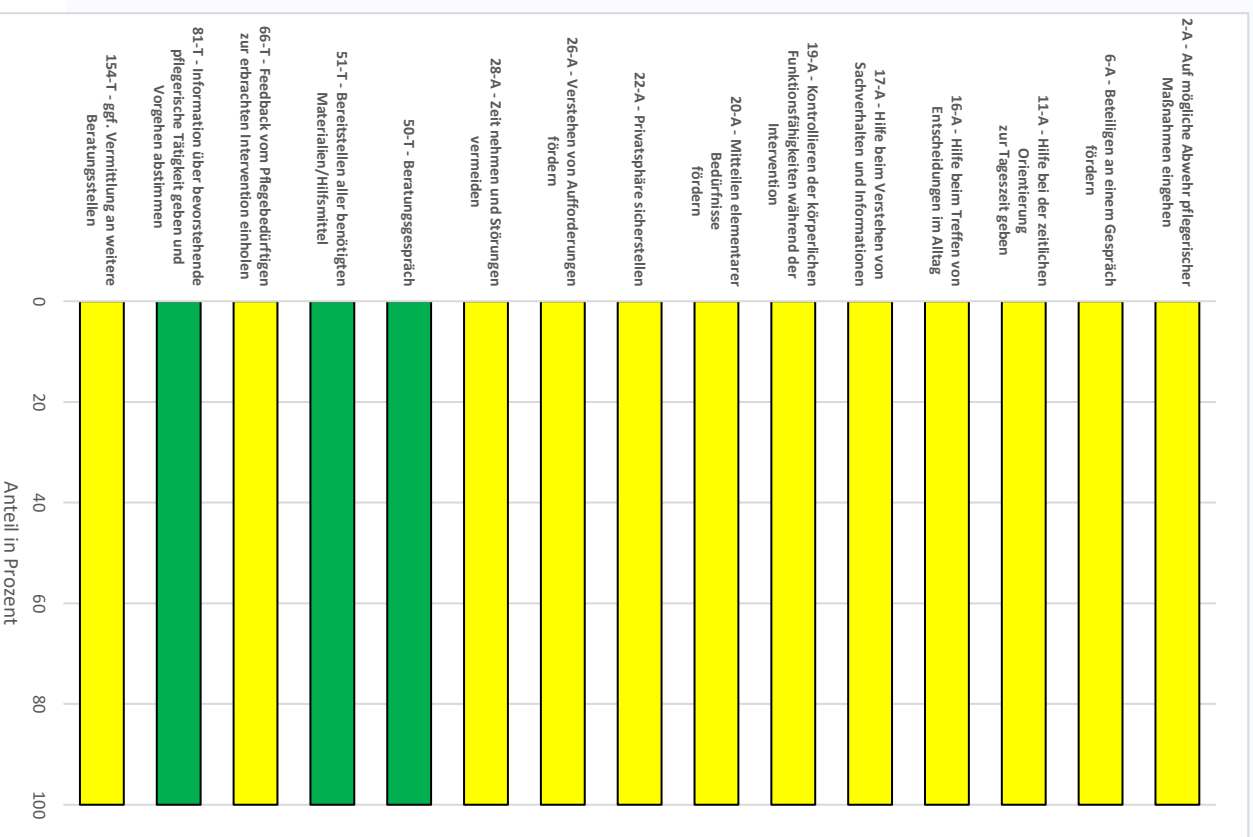 2-A - Auf mögliche Abwehr pflegerischer
Maßnahmen eingehen
6-A - Beteiligen an einem Gespräch
fördern
11-A - Hilfe bei der zeitlichen
Orientierung
zur Tageszeit geben
16-A - Hilfe beim Treffen von
Entscheidungen im Alltag
17-A - Hilfe beim Verstehen von
Sachverhalten und Informationen
19-A - Kontrollieren der körperlichen
Funktionsfähigkeiten während der
Intervention
20-A - Mitteilen elementarer
Bedürfnisse
fördern
22-A - Privatsphäre sicherstellen
26-A - Verstehen von Aufforderungen
fördern
28-A - Zeit nehmen und Störungen
vermeiden
50-T - Beratungsgespräch
51-T - Bereitstellen aller benötigten
Materialien/Hilfsmittel
66-T - Feedback vom Pflegebedürftigen
zur erbrachten Intervention einholen
81-T - Information über bevorstehende
pflegerische Tätigkeit geben und
Vorgehen abstimmen
154-T - ggf. Vermittlung an weitere
Beratungsstellen
0
20
40
60
80
100
Anteil in Prozent